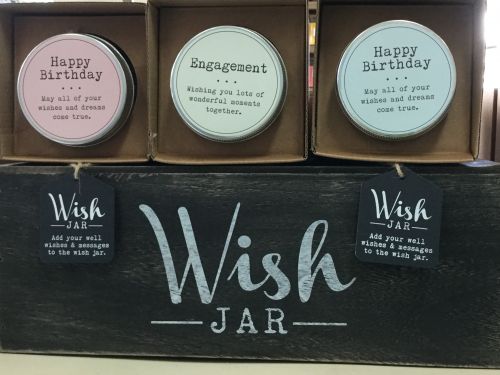 Happy
Birthday
...
May all of your
wishes and dreams
come true.
Engagement
...
Wishing you lots of
wonderful moments
together.
Happy
Birthday
...
May all of your
wishes and dreams
come true.
Wish
JAR
Add your well
wishes & messages
to the wish jar.
Wish
JAR
Wish
JAR
Add your well
wishes & messages
to the wish jar.